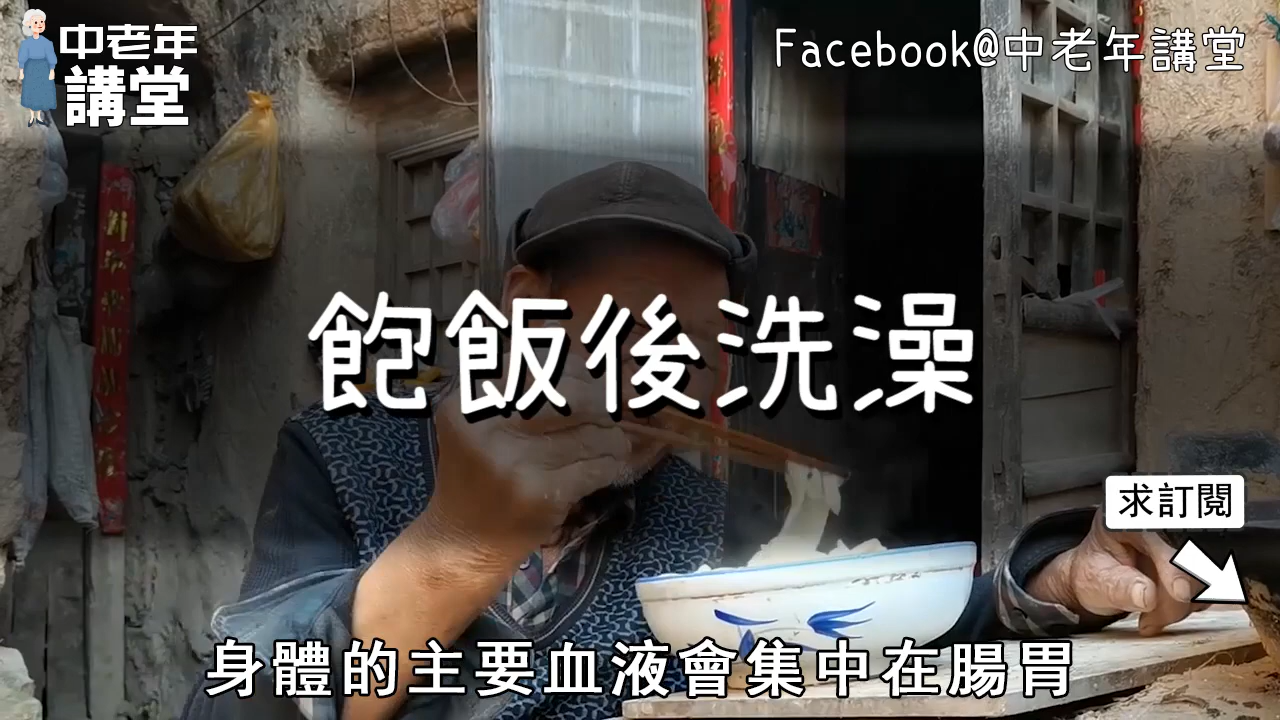 中老年
講堂
Facebook@中老年講堂
飽飯後洗澡
求訂閱
身體的主要血液會集中在腸胃